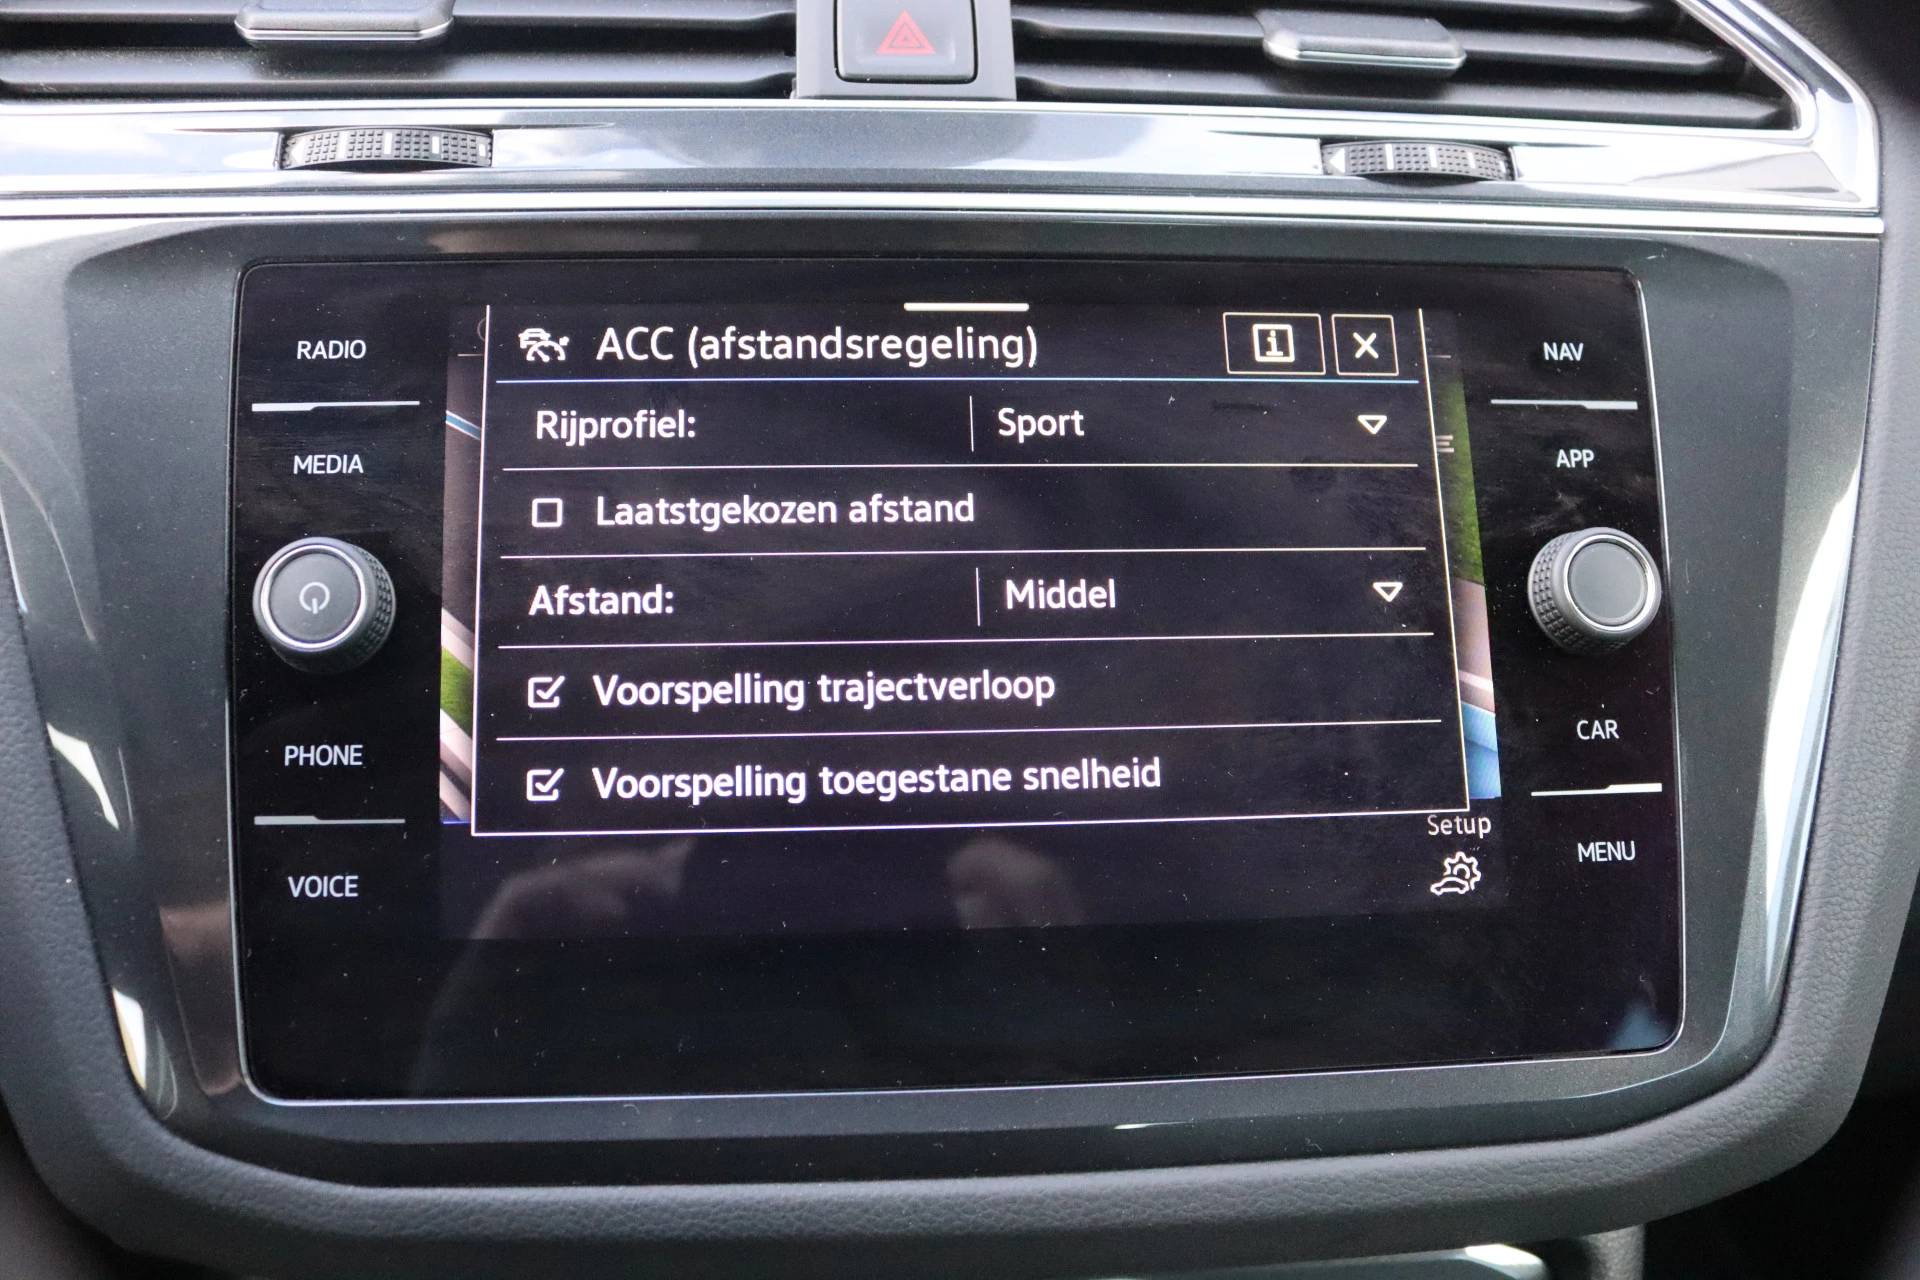 RADIO
MEDIA
PHONE
VOICE
ACC (afstandsregeling)
i
Rijprofiel: Sport
Laatstgekozen afstand
Afstand: Middel
Voorspelling trajectverloop
Voorspelling toegestane snelheid
Setup
NAV
APP
CAR
MENU